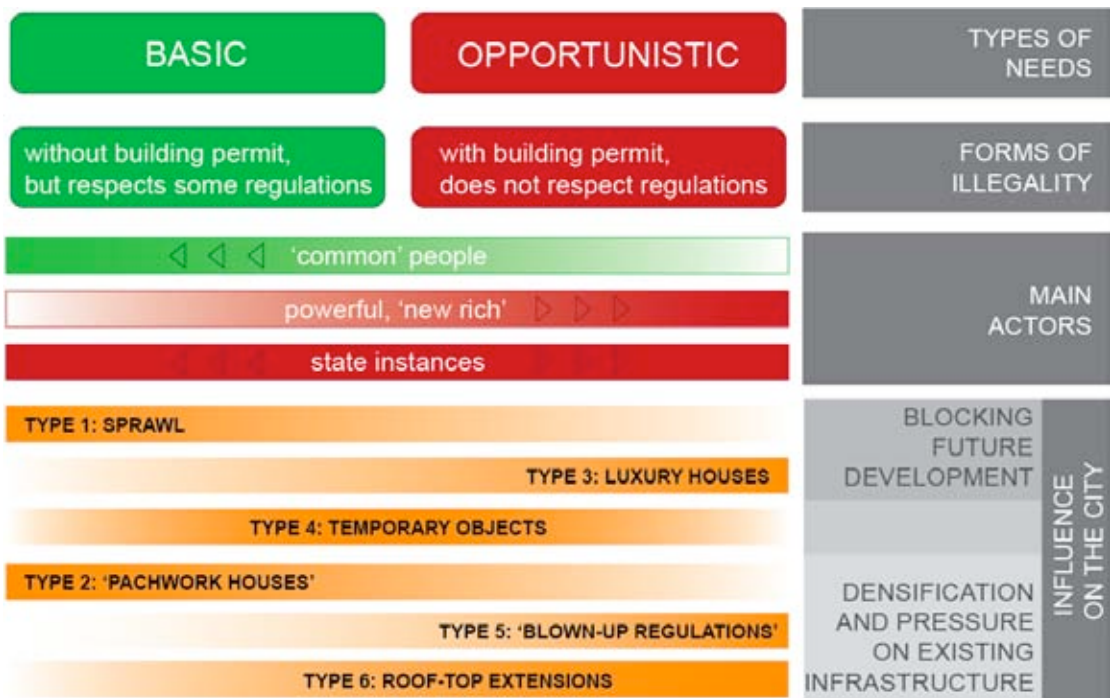 BASIC
OPPORTUNISTIC
TYPES OF
NEEDS
without building permit,
but respects some regulations
with building permit,
does not respect regulations
FORMS OF
ILLEGALITY
‘common’ people
powerful, ‘new rich’
state instances
MAIN
ACTORS
TYPE 1: SPRAWL
TYPE 3: LUXURY HOUSES
TYPE 4: TEMPORARY OBJECTS
TYPE 2: ‘PACHWORK HOUSES’
TYPE 5: ‘BLOWN-UP REGULATIONS’
TYPE 6: ROOF-TOP EXTENSIONS
BLOCKING
FUTURE
DEVELOPMENT
DENSIFICATION
AND PRESSURE
ON EXISTING
INFRASTRUCTURE
INFLUENCE
ON THE CITY